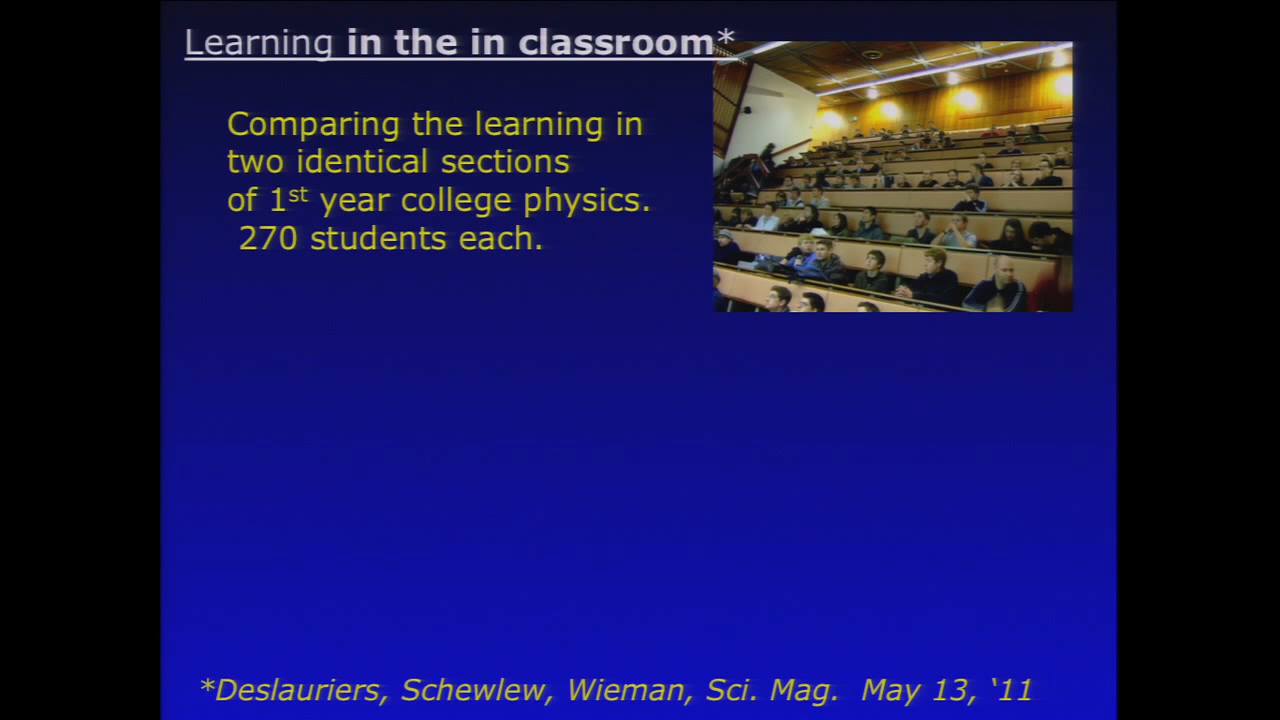 Learning in the in classroom*
Comparing the learning in
two identical sections
of 1st year college physics.
270 students each.
*Deslauriers, Schewlew, Wieman, Sci. Mag. May 13, ‘11